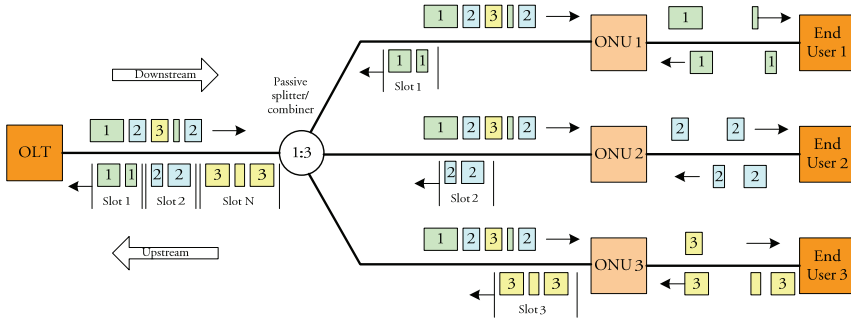 1 2 3 2
ONU 1
1
End
User 1
1 1
1 1
Slot 1
Downstream
Passive
splitter/
combiner
OLT
1 2 3 2
1:3
1 2 3 2
ONU 2
2 2
End
User 2
2 2
1 1 2 2 3 3
Slot 1 Slot 2 Slot N
2 2
Slot 2
Upstream
1 2 3 2
ONU 3
3
End
User 3
3 3
3 3
Slot 3